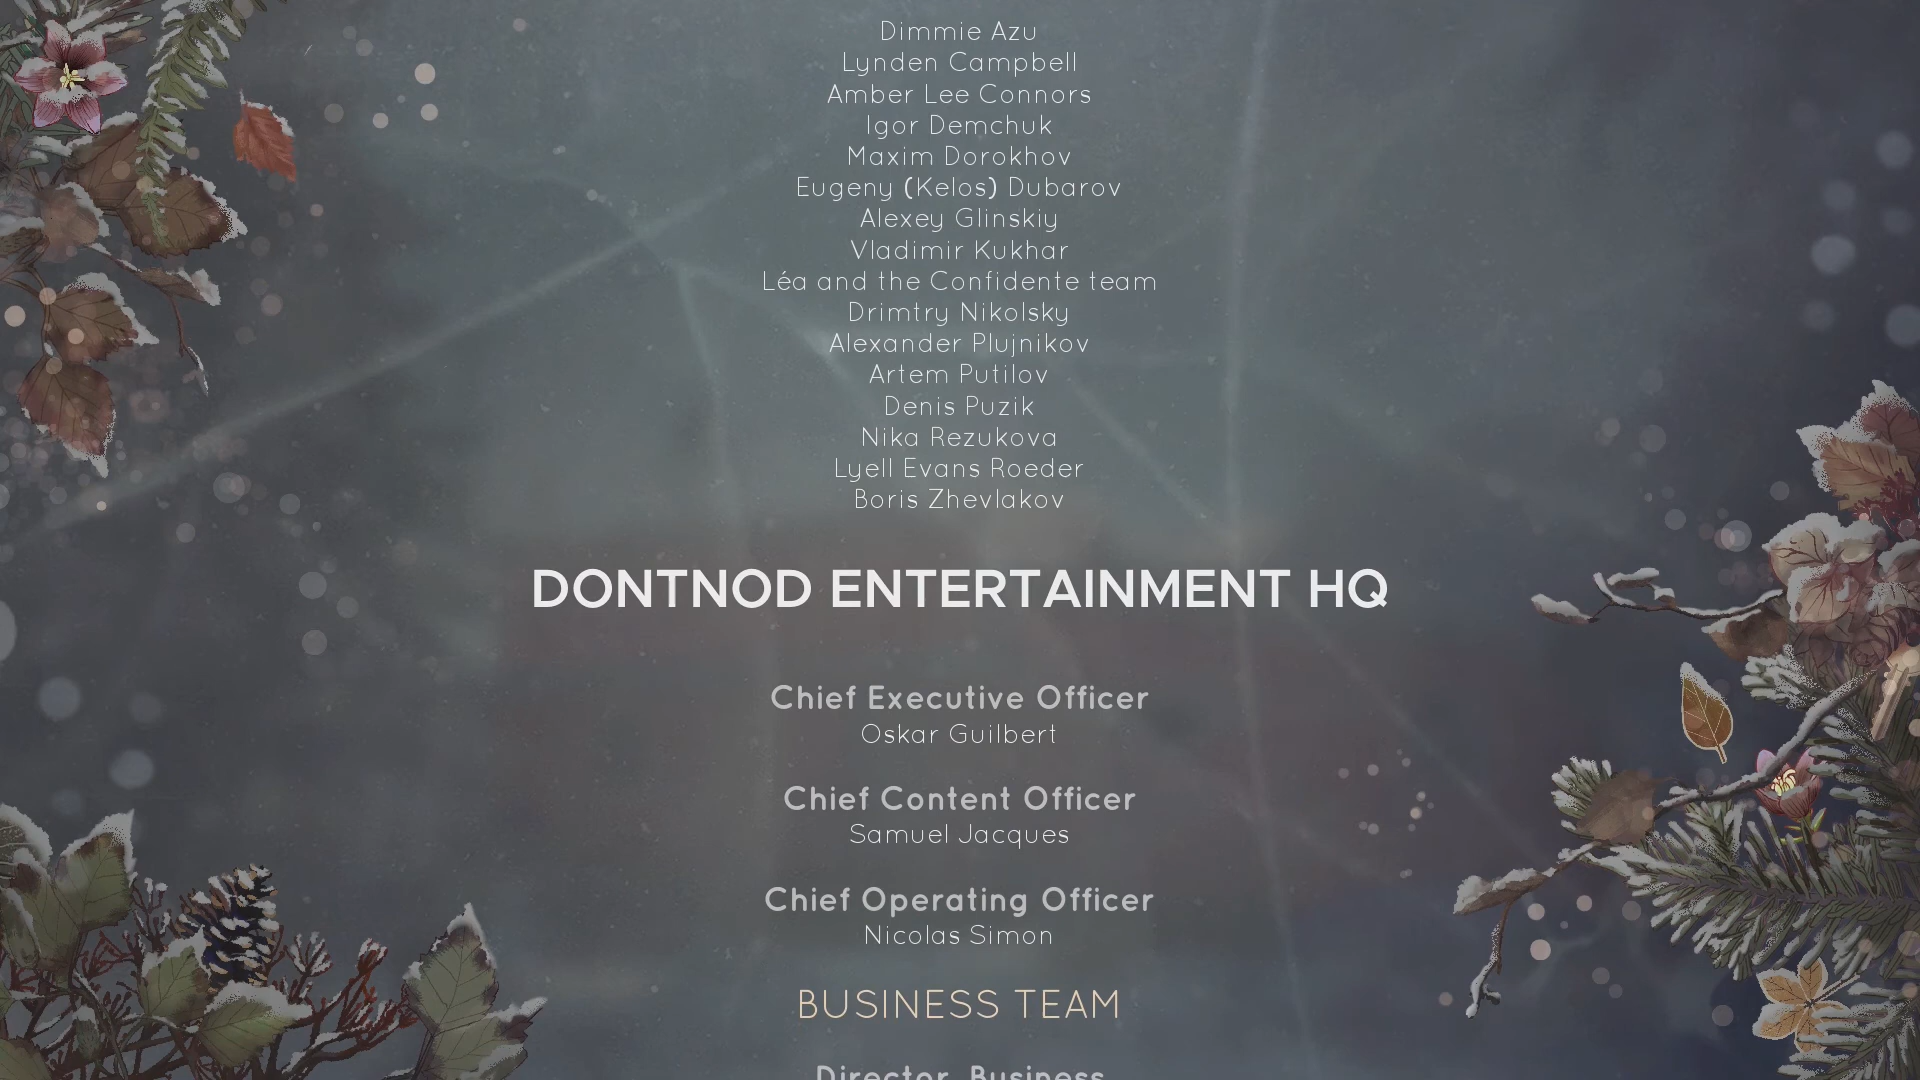 Dimmie Azu
Lynden Campbell
Amber Lee Connors
Igor Demchuk
Maxim Dorokhov
Eugeny (Kelos) Dubarov
Alexey Glinskiy
Vladimir Kukhar
Léa and the Confidente team
Drimtry Nikolsky
Alexander Plujnikov
Artem Putilov
Denis Puzik
Nika Rezukova
Lyell Evans Roeder
Boris Zhevlakov
DONTNOD ENTERTAINMENT HQ
Chief Executive Officer
Oskar Guilbert
Chief Content Officer
Samuel Jacques
Chief Operating Officer
Nicolas Simon
BUSINESS TEAM
Director, Business